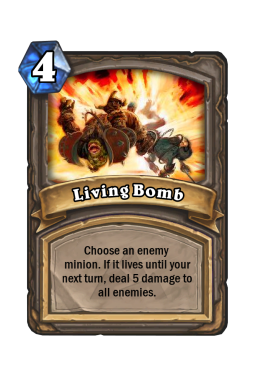 4
Living Bomb
Choose an enemy
minion. If it lives until your
next turn, deal 5 damage to
all enemies.